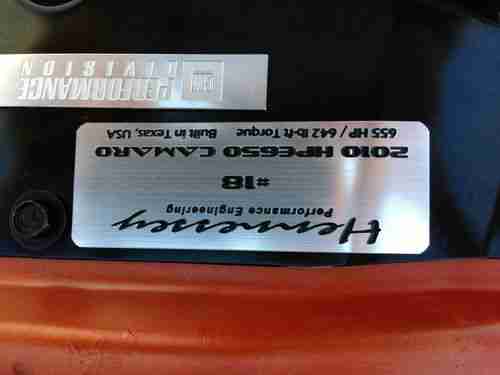 Hennessey
Performance Engineering
#18
2010 HPE650 CAMARO
655 HP / 642 lb-ft Torque Built in Texas, USA
GM PERFORMANCE
DIVISION